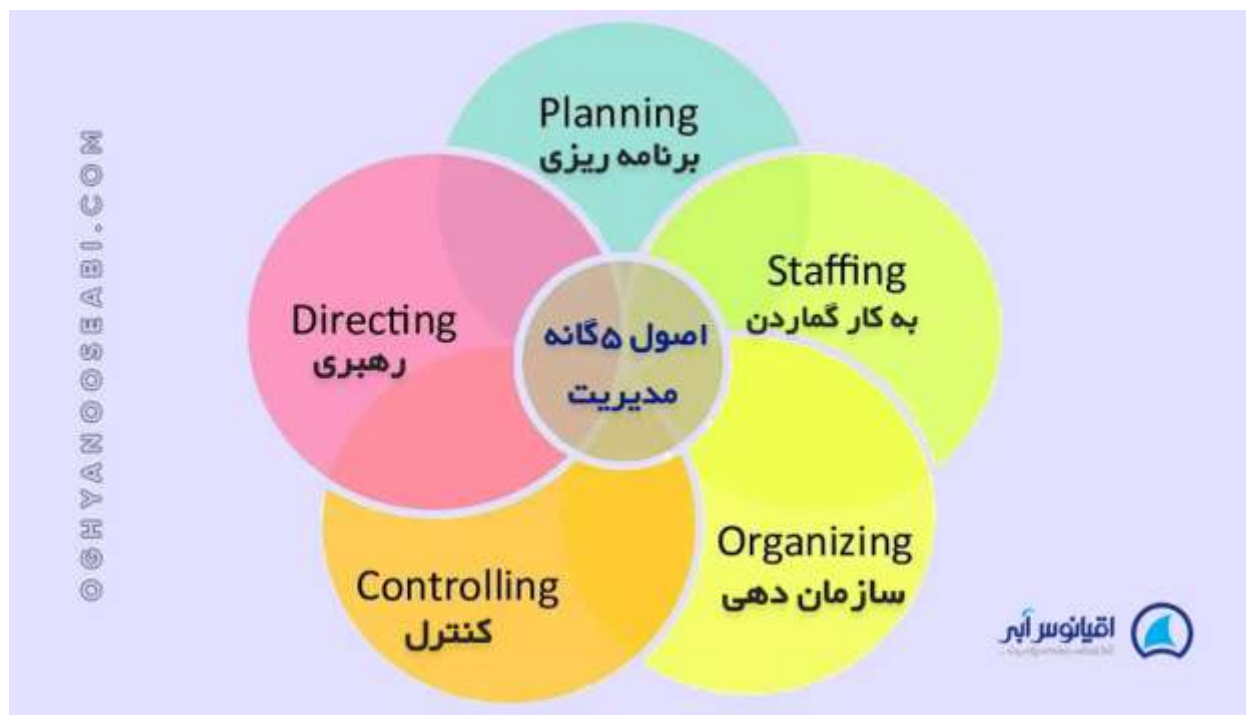 Planning
برنامه ریزی
Staffing
به کار گماردن
Directing
رهبری
اصول ۵گانه
مدیریت
Organizing
سازمان دهی
Controlling
کنترل
OGHYANOOSEABI.COM
اقیانوس آبی